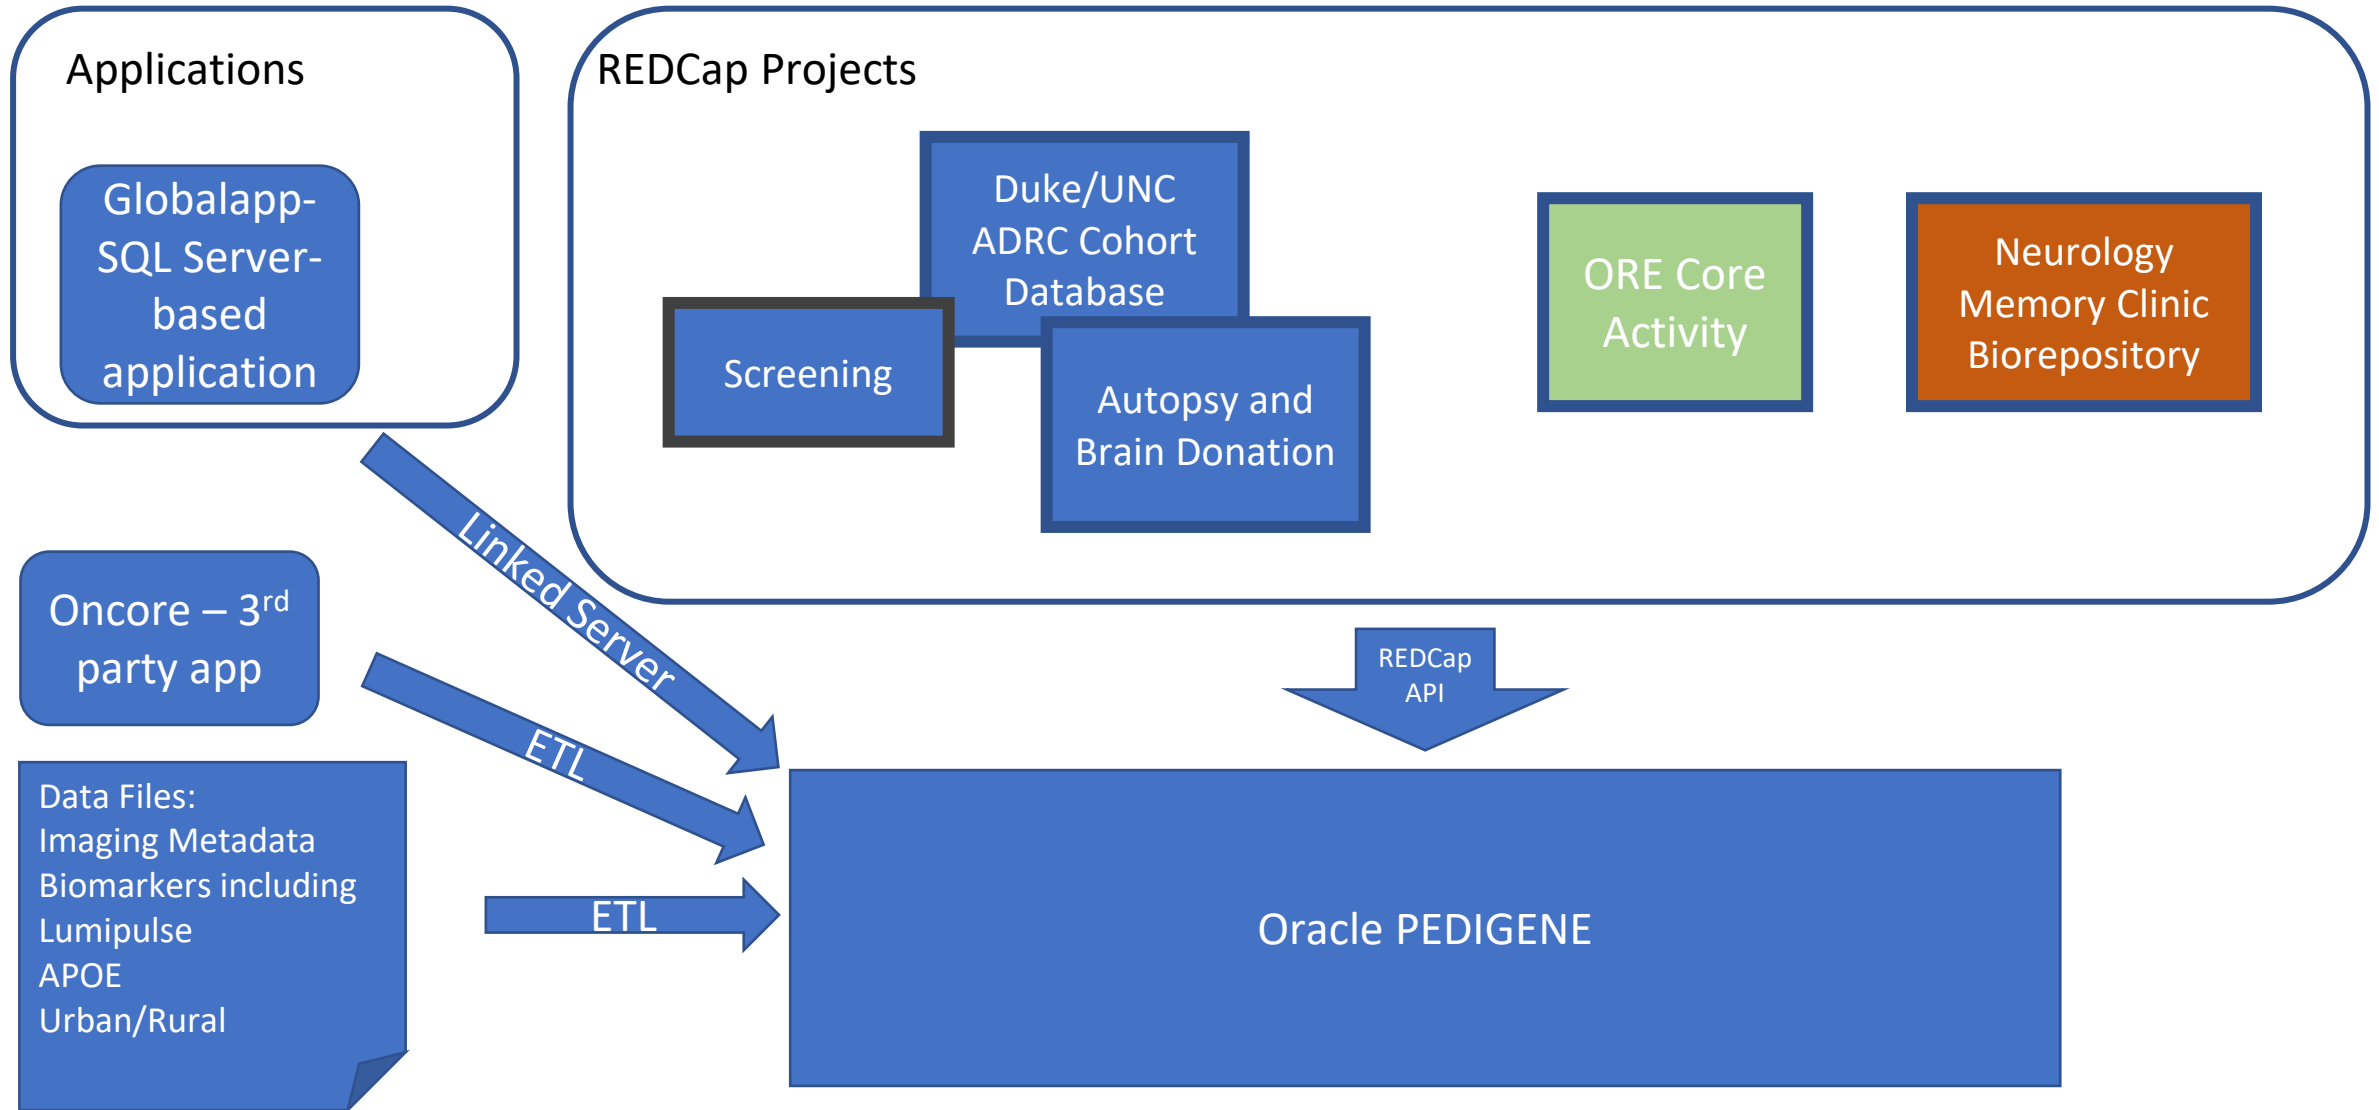 Applications
Globalapp-
SQL Server-
based
application
REDCap Projects
Duke/UNC
ADRC Cohort
Database
Screening
Autopsy and
Brain Donation
ORE Core
Activity
Neurology
Memory Clinic
Biorepository
Linked Server
Oncore – 3rd
party app
ETL
REDCap
API
Data Files:
Imaging Metadata
Biomarkers including
Lumipulse
APOE
Urban/Rural
ETL
Oracle PEDIGENE